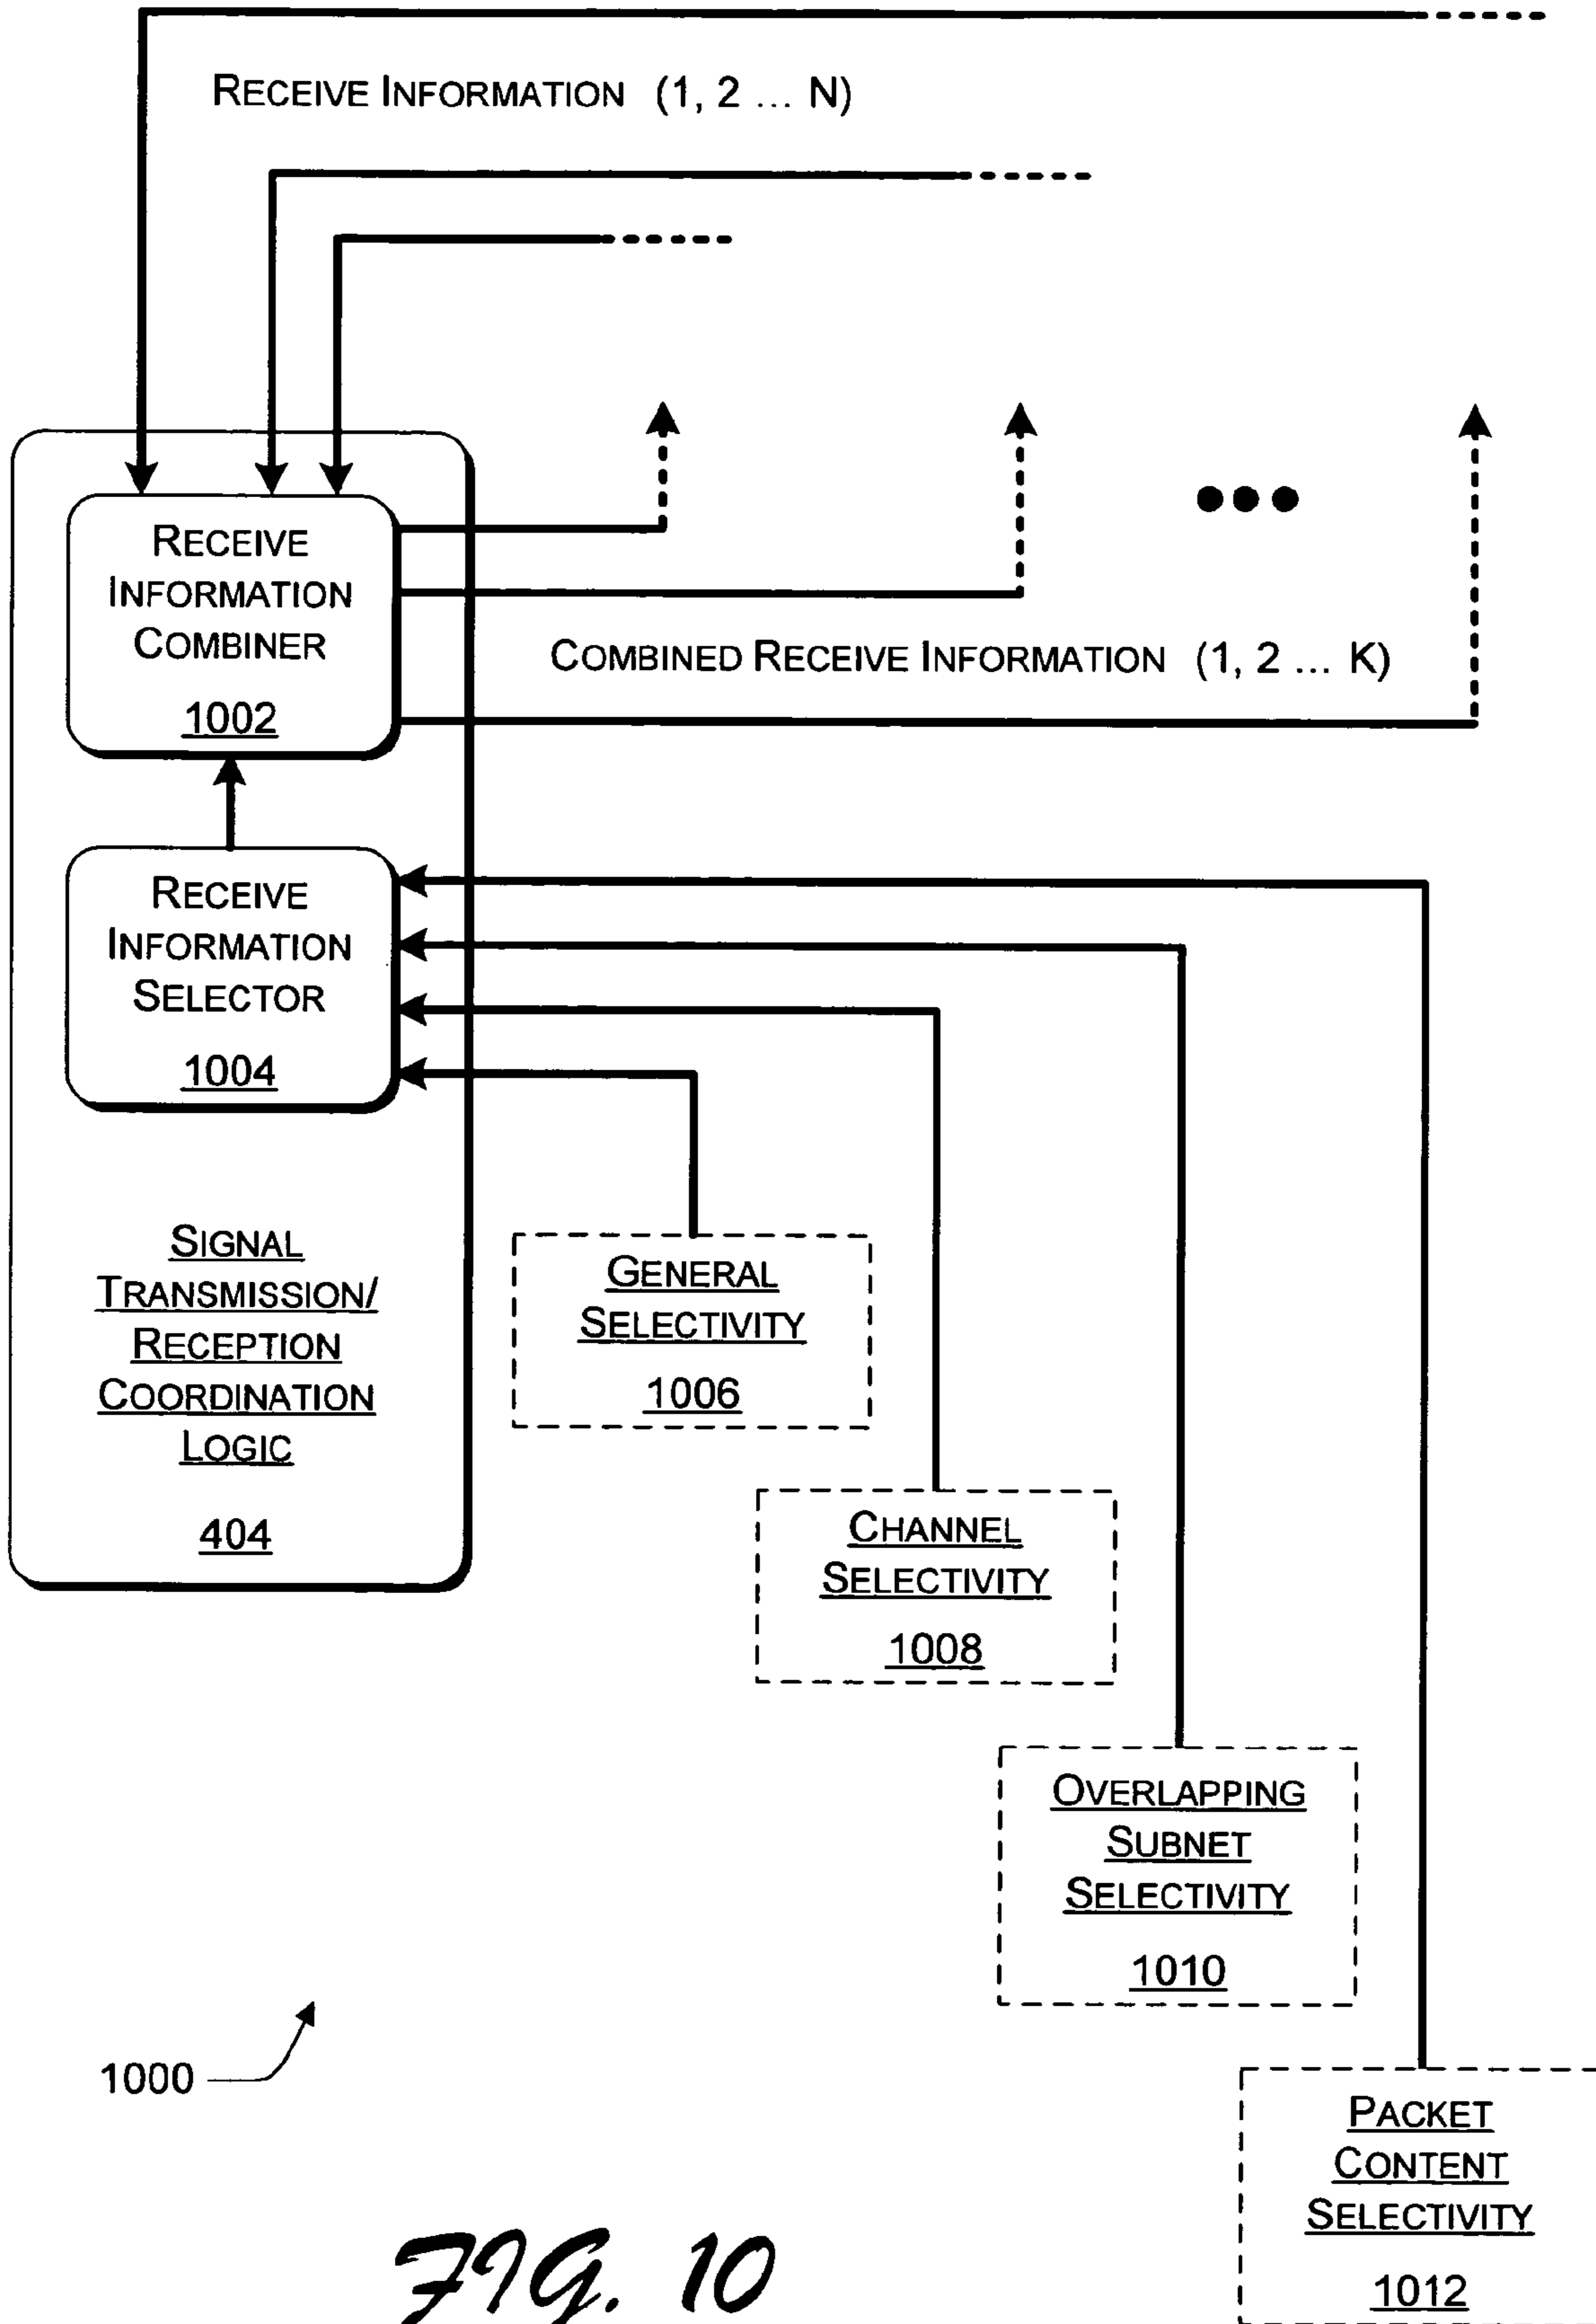 RECEIVE INFORMATION (1, 2 ... N)
RECEIVE
INFORMATION
COMBINER
1002
COMBINED RECEIVE INFORMATION (1, 2 ... K)
RECEIVE
INFORMATION
SELECTOR
1004
SIGNAL
TRANSMISSION/
RECEPTION
COORDINATION
LOGIC
404
GENERAL
SELECTIVITY
1006
CHANNEL
SELECTIVITY
1008
OVERLAPPING
SUBNET
SELECTIVITY
1010
1000
PACKET
CONTENT
SELECTIVITY
1012
FIG. 10